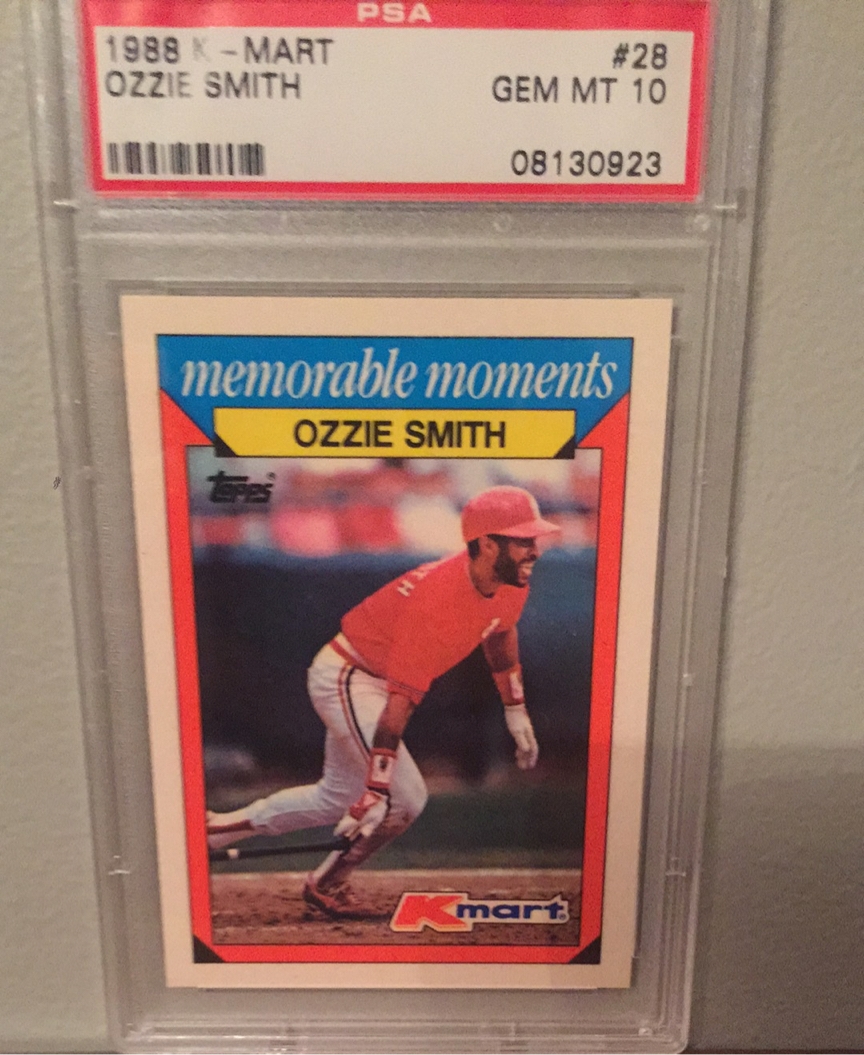 PSA
1988 K - MART #28
OZZIE SMITH GEM MT 10
08130923
memorable moments
OZZIE SMITH
Topps®
Kmart®